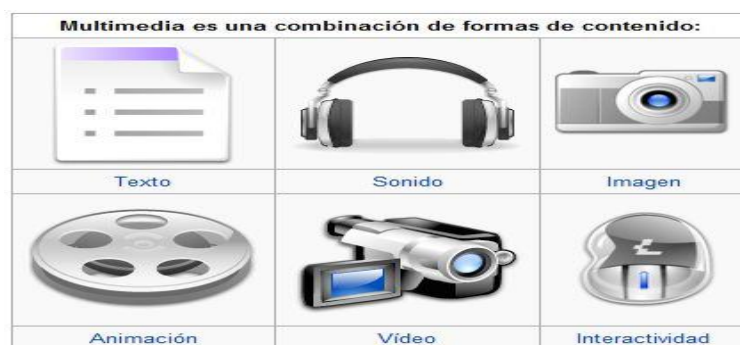 Multimedia es una combinación de formas de contenido:
Texto Sonido Imagen
Animación Vídeo Interactividad